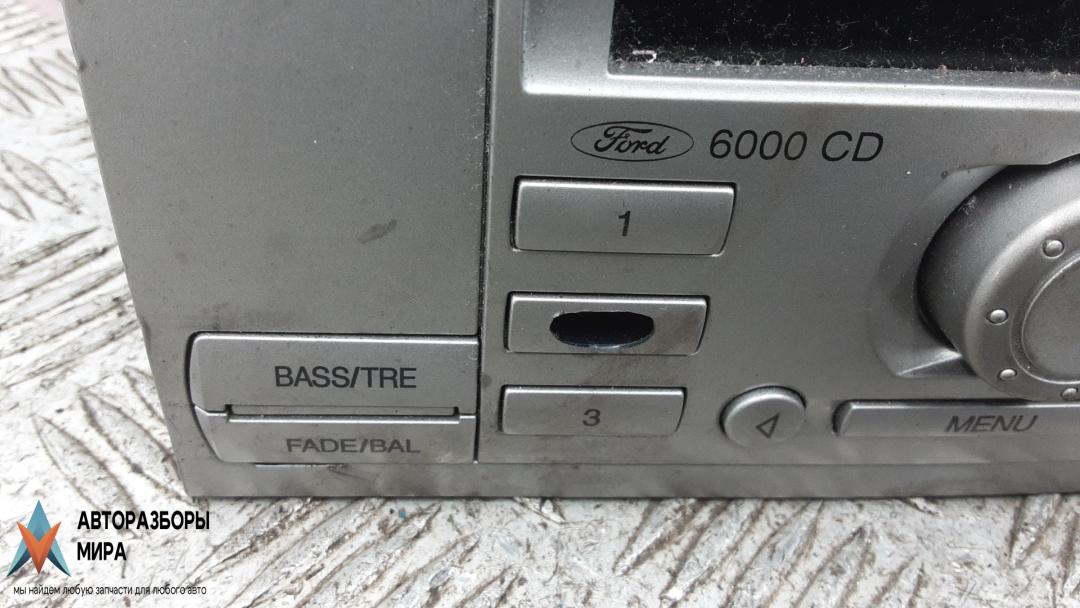 Ford 6000 CD
1
3
BASS/TRE
FADE/BAL
MENU
АВТОРАЗБОРЫ
МИРА
мы найдем любую запчасти для любого авто